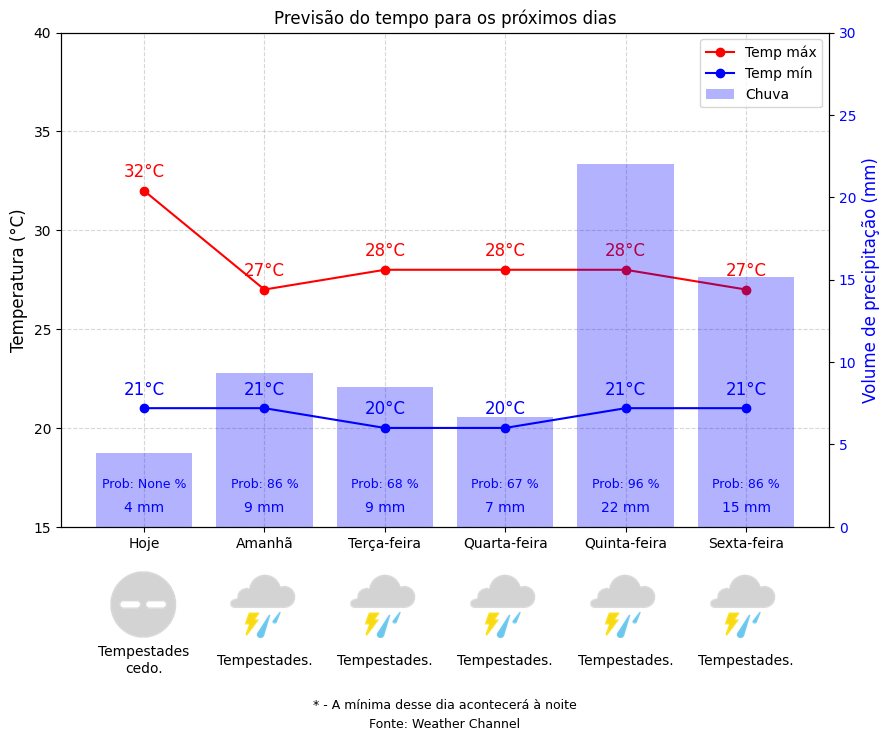 Previsão do tempo para os próximos dias
40
35
30
25
20
15
Temperatura (°C)
30
25
20
15
10
5
0
Volume de precipitação (mm)
Temp máx
Temp mín
Chuva
32°C
27°C
28°C
28°C
28°C
27°C
21°C
21°C
20°C
20°C
21°C
21°C
Prob: None %
Prob: 86 %
Prob: 68 %
Prob: 67 %
Prob: 96 %
Prob: 86 %
4 mm
9 mm
9 mm
7 mm
22 mm
15 mm
Hoje
Amanhã
Terça-feira
Quarta-feira
Quinta-feira
Sexta-feira
Tempestades
cedo.
Tempestades.
Tempestades.
Tempestades.
Tempestades.
Tempestades.
* - A mínima desse dia acontecerá à noite
Fonte: Weather Channel